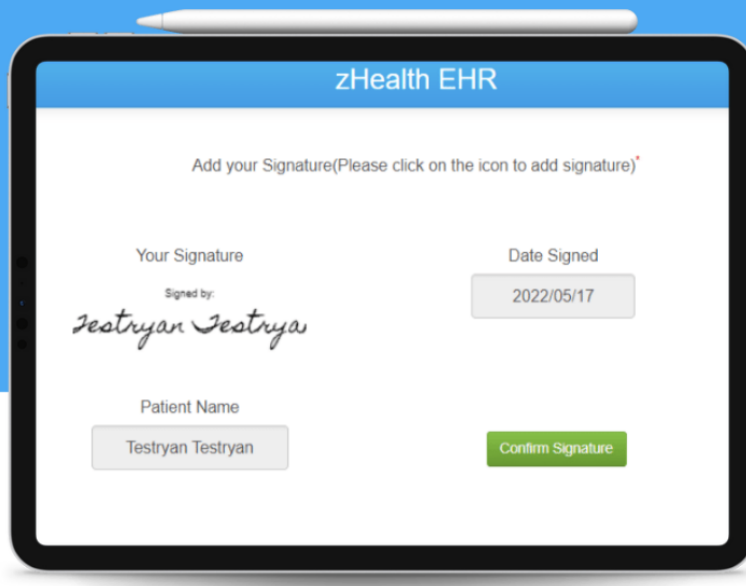 zHealth EHR
Add your Signature(Please click on the icon to add signature)*
Your Signature
Date Signed
Signed by:
Testryan Testrya
2022/05/17
Patient Name
Testryan Testryan
Confirm Signature